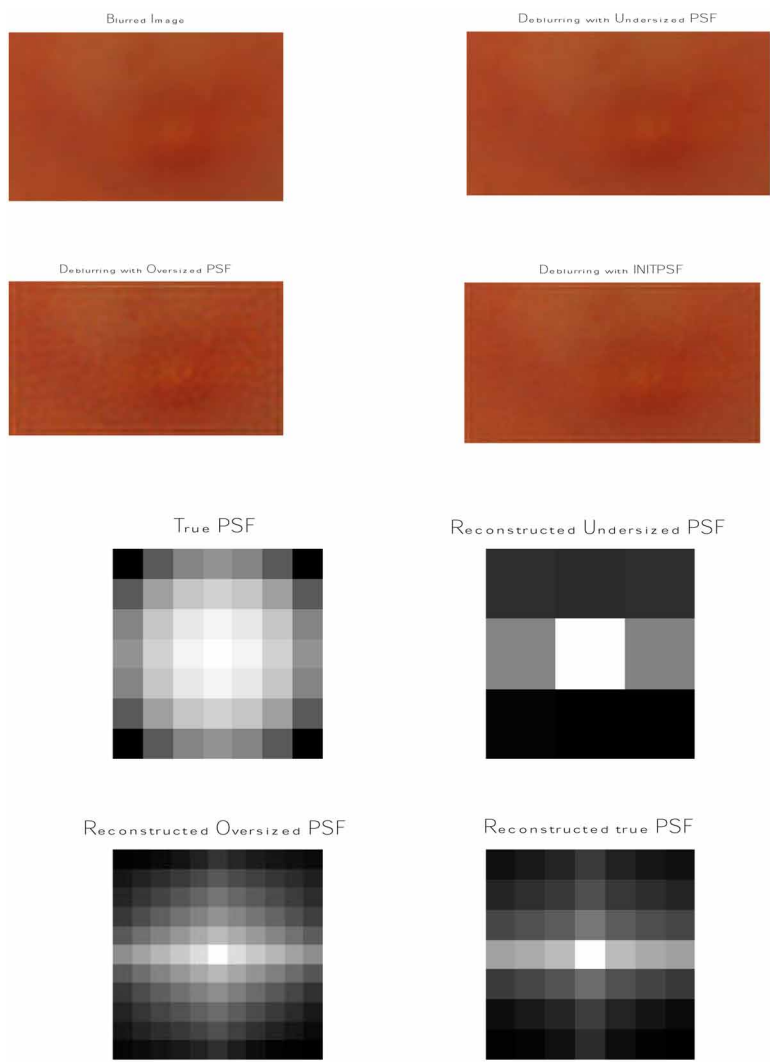 Blurred Image
Deblurring with Undersized PSF
Deblurring with Oversized PSF
Deblurring with INITPSF
True PSF
Reconstructed Undersized PSF
Reconstructed Oversized PSF
Reconstructed true PSF